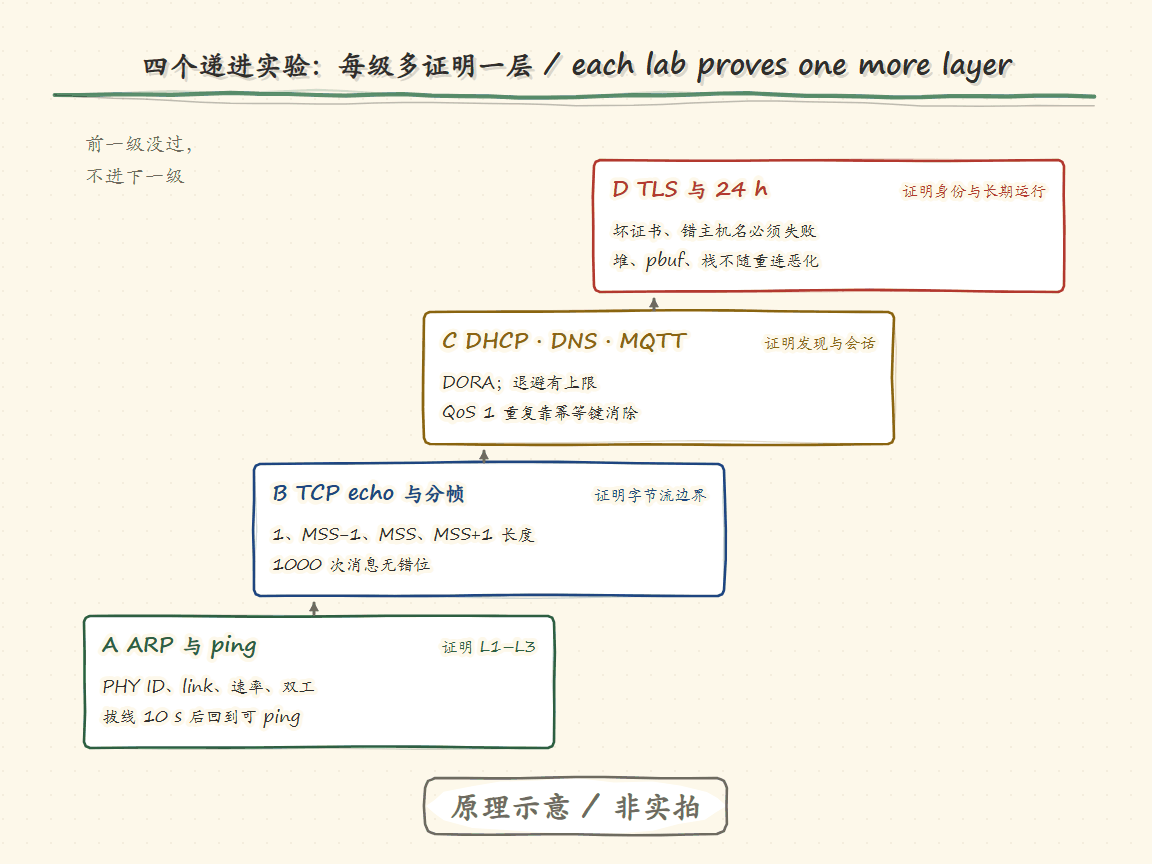 四个递进实验：每级多证明一层 / each lab proves one more layer
前一级没过，
不进下一级
D TLS 与 24 h
证明身份与长期运行
坏证书、错主机名必须失败
堆、pbuf、栈不随重连恶化
C DHCP · DNS · MQTT
证明发现与会话
DORA；退避有上限
QoS 1 重复靠幂等键消除
B TCP echo 与分帧
证明字节流边界
1、MSS−1、MSS、MSS+1 长度
1000 次消息无错位
A ARP 与 ping
证明 L1–L3
PHY ID、link、速率、双工
拔线 10 s 后回到可 ping
原理示意 / 非实拍